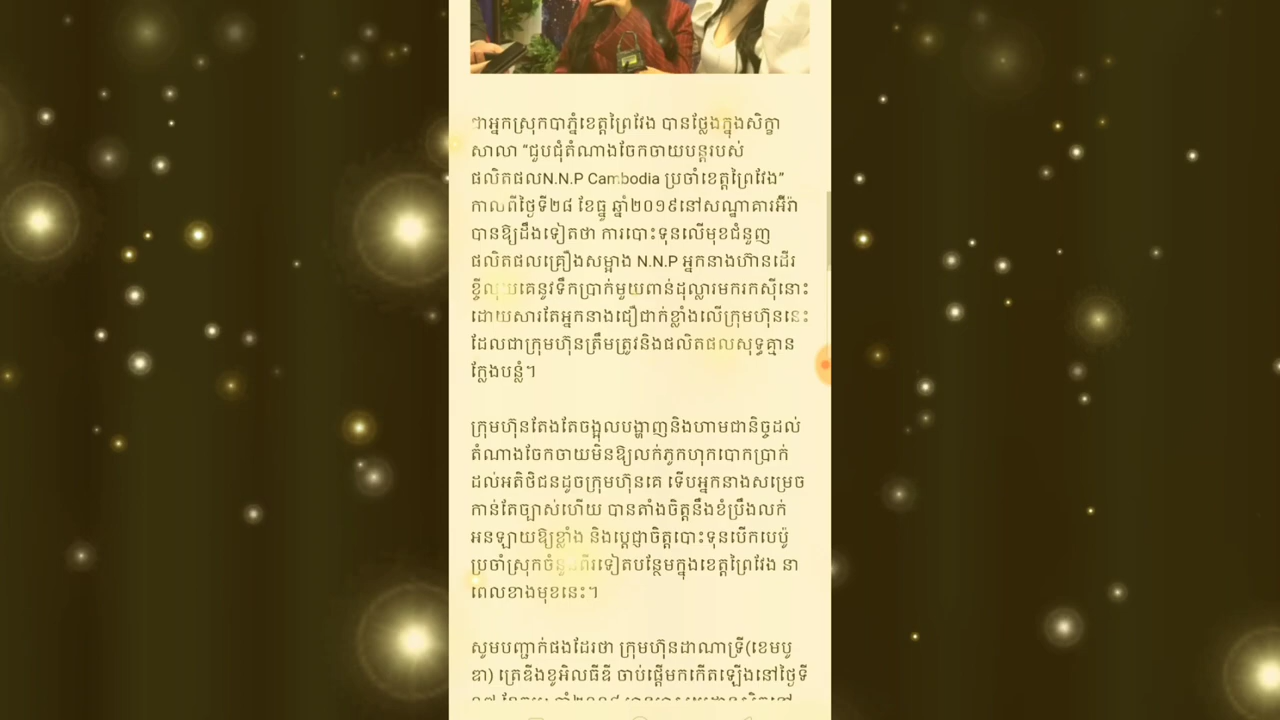 ជាអ្នកស្រុកបាភ្នំខេត្តព្រៃវែង បានថ្លែងក្នុងសិក្ខា
សាលា “ជួបជុំតំណាងចែកចាយបន្តរបស់
ផលិតផលN.N.P Cambodia ប្រចាំខេត្តព្រៃវែង”
កាលពីថ្ងៃទី២៨ ខែធ្នូ ឆ្នាំ២០១៩នៅសណ្ឋាគារអ៊ីរ៉ា
បានឱ្យដឹងទៀតថា ការបោះទុនលើមុខជំនួញ
ផលិតផលគ្រឿងសម្អាង N.N.P អ្នកនាងហ៊ានដើរ
ខ្ចីលុយគេនូវទឹកប្រាក់មួយពាន់ដុល្លារមករកស៊ីនោះ
ដោយសារតែអ្នកនាងជឿជាក់ខ្លាំងលើក្រុមហ៊ុននេះ
ដែលជាក្រុមហ៊ុនត្រឹមត្រូវនិងផលិតផលសុទ្ធគ្មាន
ក្លែងបន្លំ។
ក្រុមហ៊ុនតែងតែចង្អុលបង្ហាញនិងហាមជានិច្ចដល់
តំណាងចែកចាយមិនឱ្យលក់ភូកហុកបោកប្រាក់
ដល់អតិថិជនដូចក្រុមហ៊ុនគេ ទើបអ្នកនាងសម្រេច
កាន់តែច្បាស់ហើយ បានតាំងចិត្តនឹងខំប្រឹងលក់
អនឡាយឱ្យខ្លាំង និងប្ដេជ្ញាចិត្តបោះទុនបើកបេប៉ូ
ប្រចាំស្រុកចំនួនពីរទៀតបន្ថែមក្នុងខេត្តព្រៃវែង នា
ពេលខាងមុខនេះ។
សូមបញ្ជាក់ផងដែរថា ក្រុមហ៊ុនដាណាទ្រី(ខេមបូ
ឌា) ត្រេឌីងខូអិលធីឌី ចាប់ផ្ដើមមកកើតឡើងនៅថ្ងៃទី